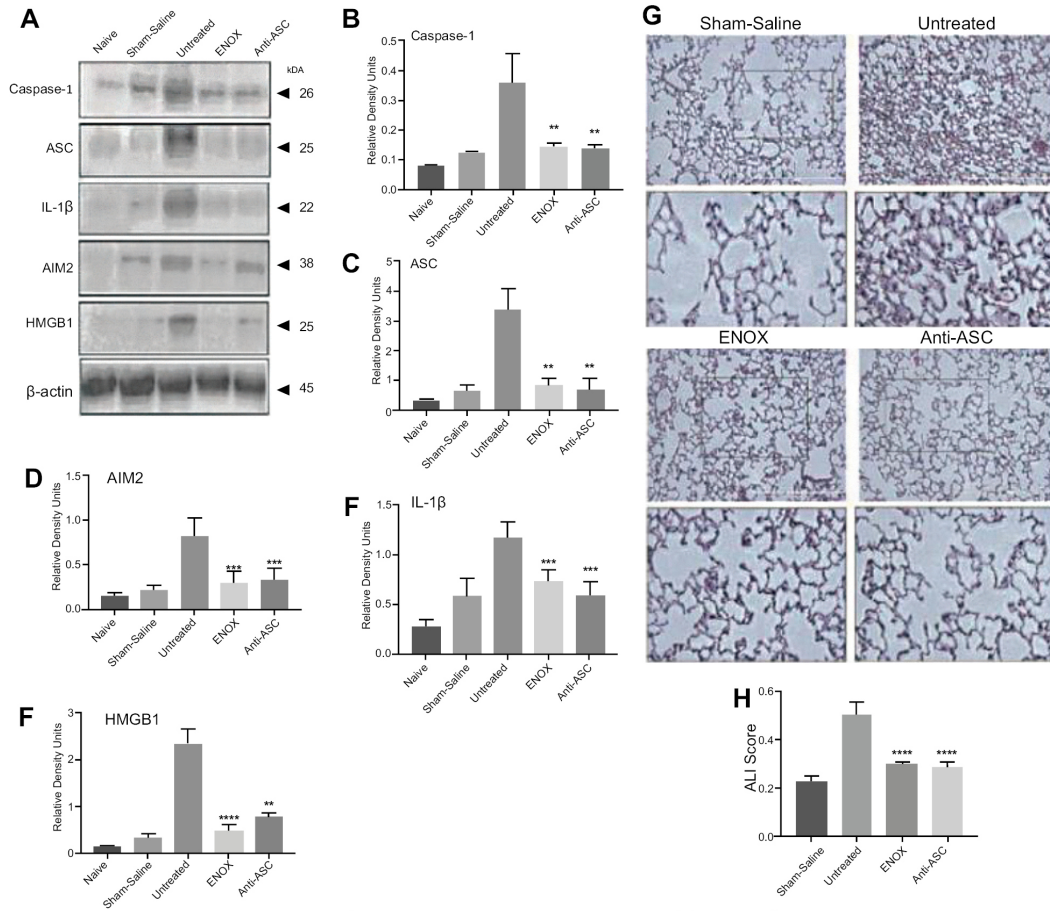 A
Naive
Sham-Saline
Untreated
ENOX
Anti-ASC
kDA
Caspase-1
26
ASC
25
IL-1β
22
AIM2
38
HMGB1
25
β-actin
45
B
Caspase-1
Relative Density Units
0.5
0.4
0.3
0.2
0.1
0.0
**
**
Naive
Sham-Saline
Untreated
ENOX
Anti-ASC
C
ASC
Relative Density Units
5
4
3
2
1
0
**
**
Naive
Sham-Saline
Untreated
ENOX
Anti-ASC
D
AIM2
Relative Density Units
1.5
1.0
0.5
0.0
***
***
Naive
Sham-Saline
Untreated
ENOX
Anti-ASC
F
IL-1β
Relative Density Units
1.5
1.0
0.5
0.0
***
***
Naive
Sham-Saline
Untreated
ENOX
Anti-ASC
F
HMGB1
Relative Density Units
3
2
1
0
****
**
Naive
Sham-Saline
Untreated
ENOX
Anti-ASC
G
Sham-Saline
Untreated
ENOX
Anti-ASC
H
ALI Score
0.6
0.4
0.2
0.0
****
****
Sham-Saline
Untreated
ENOX
Anti-ASC